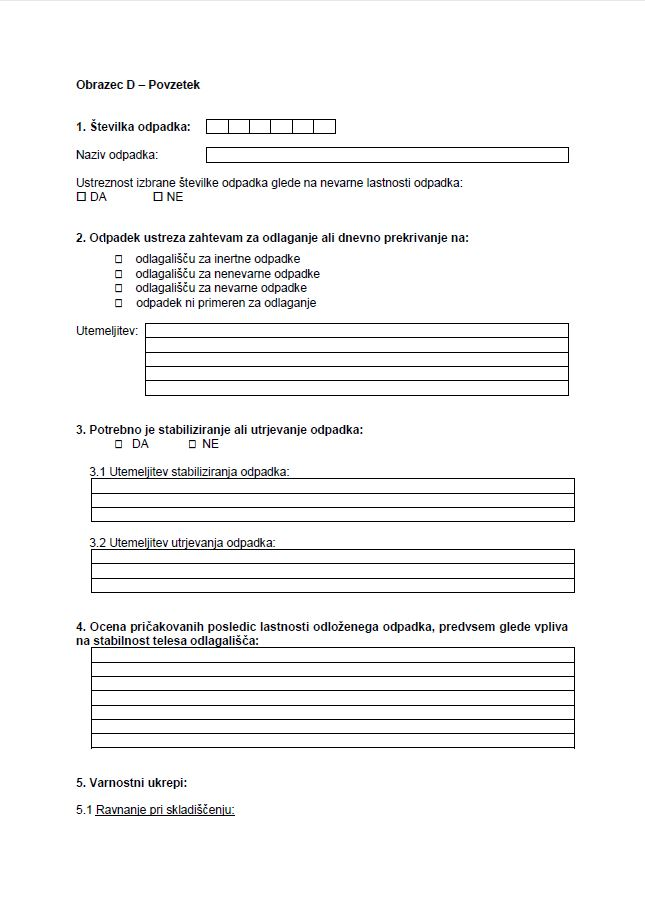 Obrazec D – Povzetek
1. Številka odpadka:
Naziv odpadka:
Ustreznost izbrane številke odpadka glede na nevarne lastnosti odpadka:
☐ DA ☐ NE
2. Odpadek ustreza zahtevam za odlaganje ali dnevno prekrivanje na:
☐ odlagališču za inertne odpadke
☐ odlagališču za nenevarne odpadke
☐ odlagališču za nevarne odpadke
☐ odpadek ni primeren za odlaganje
Utemeljitev:
3. Potrebno je stabiliziranje ali utrjevanje odpadka:
☐ DA ☐ NE
3.1 Utemeljitev stabiliziranja odpadka:
3.2 Utemeljitev utrjevanja odpadka:
4. Ocena pričakovanih posledic lastnosti odloženega odpadka, predvsem glede vpliva
na stabilnost telesa odlagališča:
5. Varnostni ukrepi:
5.1 Ravnanje pri skladiščenju: